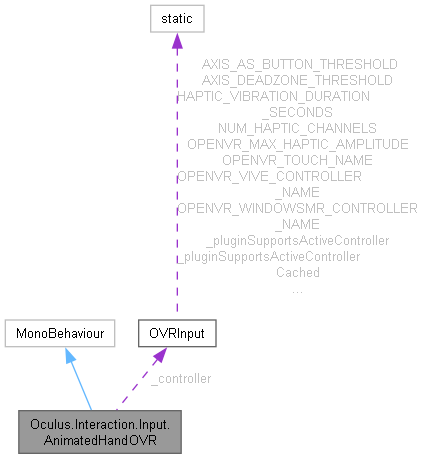 static
AXIS_AS_BUTTON_THRESHOLD
AXIS_DEADZONE_THRESHOLD
HAPTIC_VIBRATION_DURATION
_SECONDS
NUM_HAPTIC_CHANNELS
OPENVR_MAX_HAPTIC_AMPLITUDE
OPENVR_TOUCH_NAME
OPENVR_VIVE_CONTROLLER
_NAME
OPENVR_WINDOWSMR_CONTROLLER
_NAME
_pluginSupportsActiveController
_pluginSupportsActiveController
Cached
...
MonoBehaviour
OVRInput
_controller
Oculus.Interaction.Input.
AnimatedHandOVR